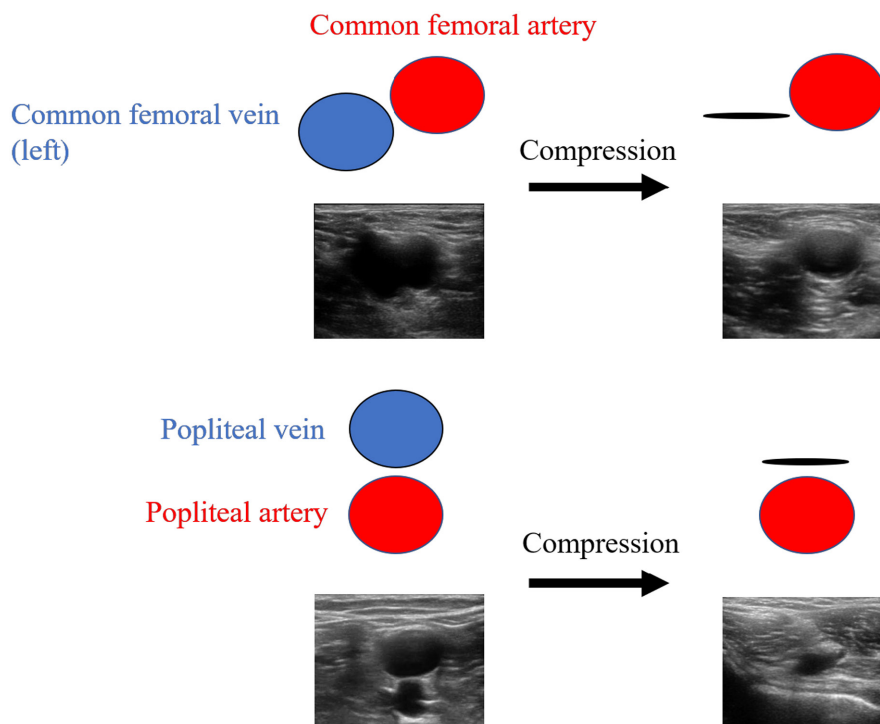 Common femoral artery
Common femoral vein
(left)
Compression
Popliteal vein
Popliteal artery
Compression